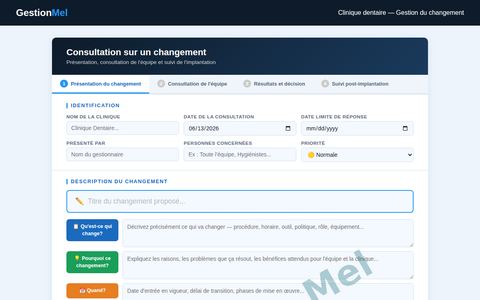 GestionMel
Clinique dentaire — Gestion du changement
Consultation sur un changement
Présentation, consultation de l'équipe et suivi de l'implantation
1 Présentation du changement
2 Consultation de l'équipe
3 Résultats et décision
4 Suivi post-implantation
IDENTIFICATION
NOM DE LA CLINIQUE
DATE DE LA CONSULTATION
DATE LIMITE DE RÉPONSE
Clinique Dentaire...
06/13/2026
mm/dd/yyyy
PRÉSENTÉ PAR
PERSONNES CONCERNÉES
PRIORITÉ
Nom du gestionnaire
Ex : Toute l'équipe, Hygiénistes...
Normale
DESCRIPTION DU CHANGEMENT
Titre du changement proposé...
Qu'est-ce qui
change?
Décrivez précisément ce qui va changer — procédure, horaire, outil, politique, rôle, équipement...
Pourquoi ce
changement?
Expliquez les raisons, les problèmes que ça résout, les bénéfices attendus pour l'équipe et la clinique...
Quand?
Date d'entrée en vigueur, délai de transition, phases de mise en œuvre...
Mel